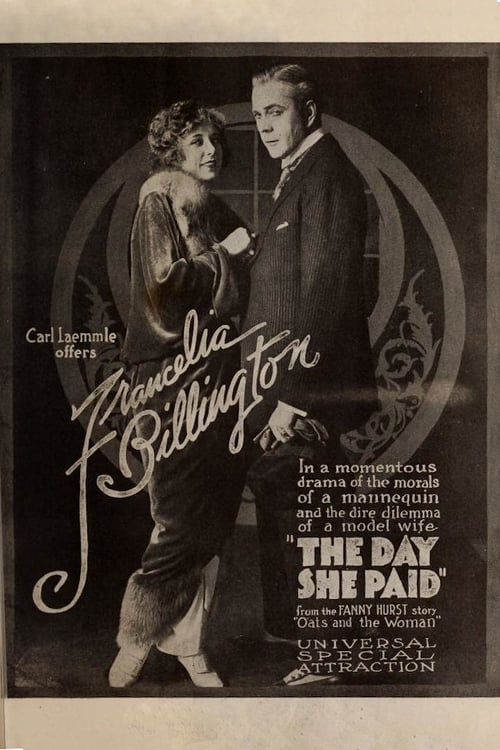 Carl Laemmle
offers
Francelia
Billington
In a momentous
drama of the morals
of a mannequin
and the dire dilemma
of a model wife
"THE DAY
SHE PAID"
from the FANNY HURST story
"Oats and the Woman"
UNIVERSAL
SPECIAL
ATTRACTION